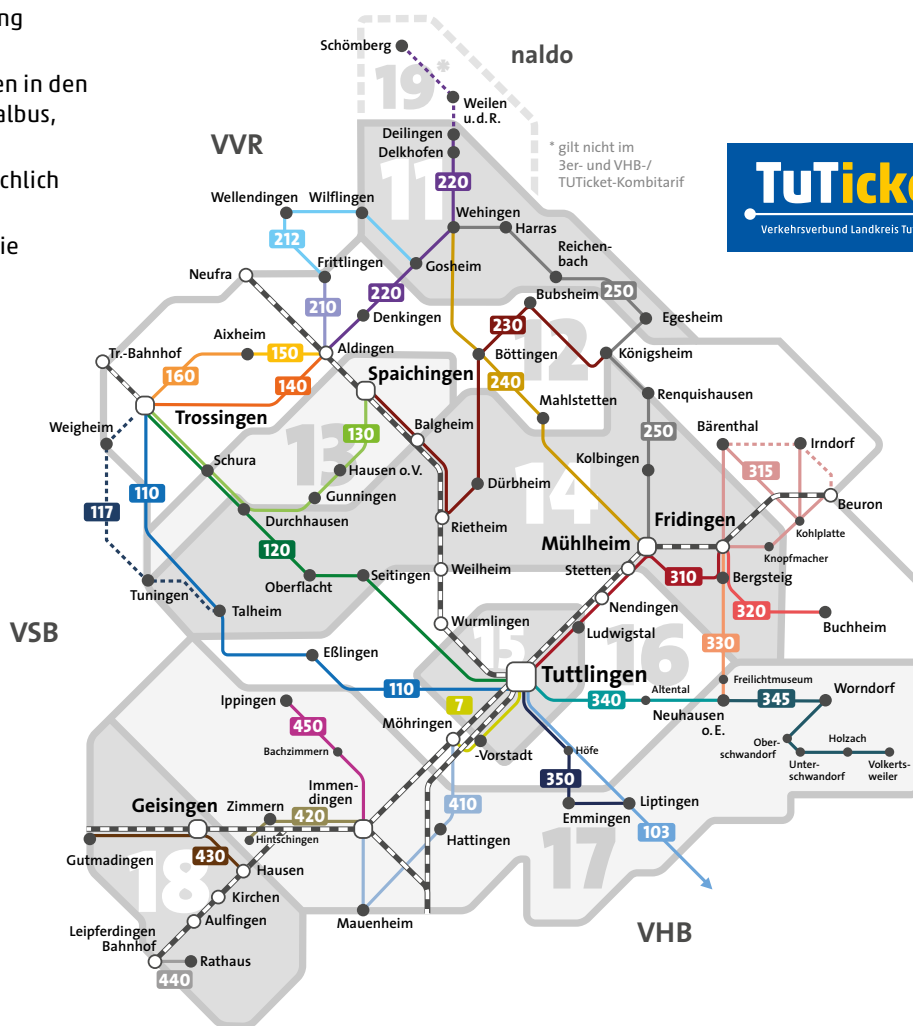 ng
en in den
albus,
chlich
ie
Schömberg
naldo
19*
Weilen
u.d.R.
VVR
Deilingen
Delkhofen
* gilt nicht im
3er- und VHB-/
TUTicket-Kombitarif
TuTicke
Verkehrsverbund Landkreis Tu
11
220
Wellendingen
Wilflingen
Wehingen
Harras
212
Reichen-
bach
Frittlingen
Gosheim
Neufra
250
210
220
Bubsheim
Denkingen
Egesheim
230
12
Aixheim
Tr.-Bahnhof
150
Aldingen
Böttingen
Königsheim
160
140
Spaichingen
240
Renquishausen
Mahlstetten
Trossingen
Bärenthal
Irndorf
Weigheim
130
Balgheim
250
13
Kolbingen
315
Schura
Hausen o.V.
14
110
Dürbheim
Gunningen
Beuron
117
Durchhausen
Rietheim
Fridingen
Kohlplatte
120
Mühlheim
Knopfmacher
Weilheim
Stetten
310
Bergsteig
Oberflacht
Seitingen
Tuningen
Nendingen
320
Talheim
Wurmlingen
Ludwigstal
Buchheim
VSB
15
16
330
Eßlingen
Tuttlingen
Freilichtmuseum
110
7
340
Altental
345
Worndorf
Ippingen
Neuhausen
o.E.
450
Möhringen
Ober-
schwandorf
Holzach
Bachzimmern
-Vorstadt
Höfe
Unter-
schwandorf
Volkerts-
weiler
350
Immen-
dingen
Geisingen
Zimmern
410
Liptingen
420
Emmingen
Hintschingen
Hattingen
103
Gutmadingen
430
17
Hausen
18
Kirchen
Aulfingen
Mauenheim
VHB
Leipferdingen
Bahnhof
Rathaus
440